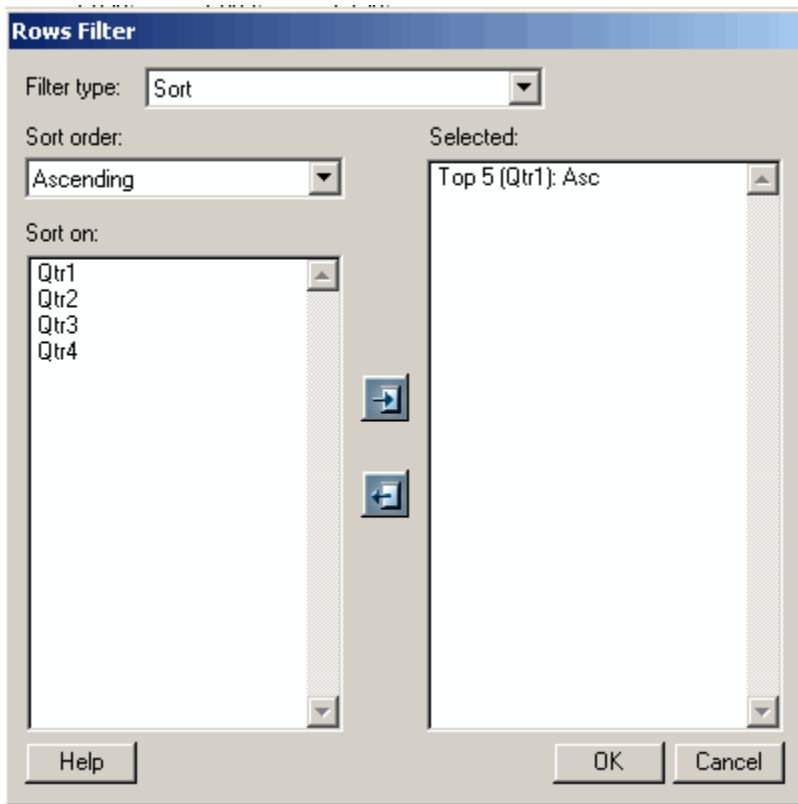 Rows Filter
Filter type: Sort
Sort order:
Ascending
Sort on:
Qtr1
Qtr2
Qtr3
Qtr4
Selected:
Top 5 (Qtr1): Asc
Help
OK
Cancel